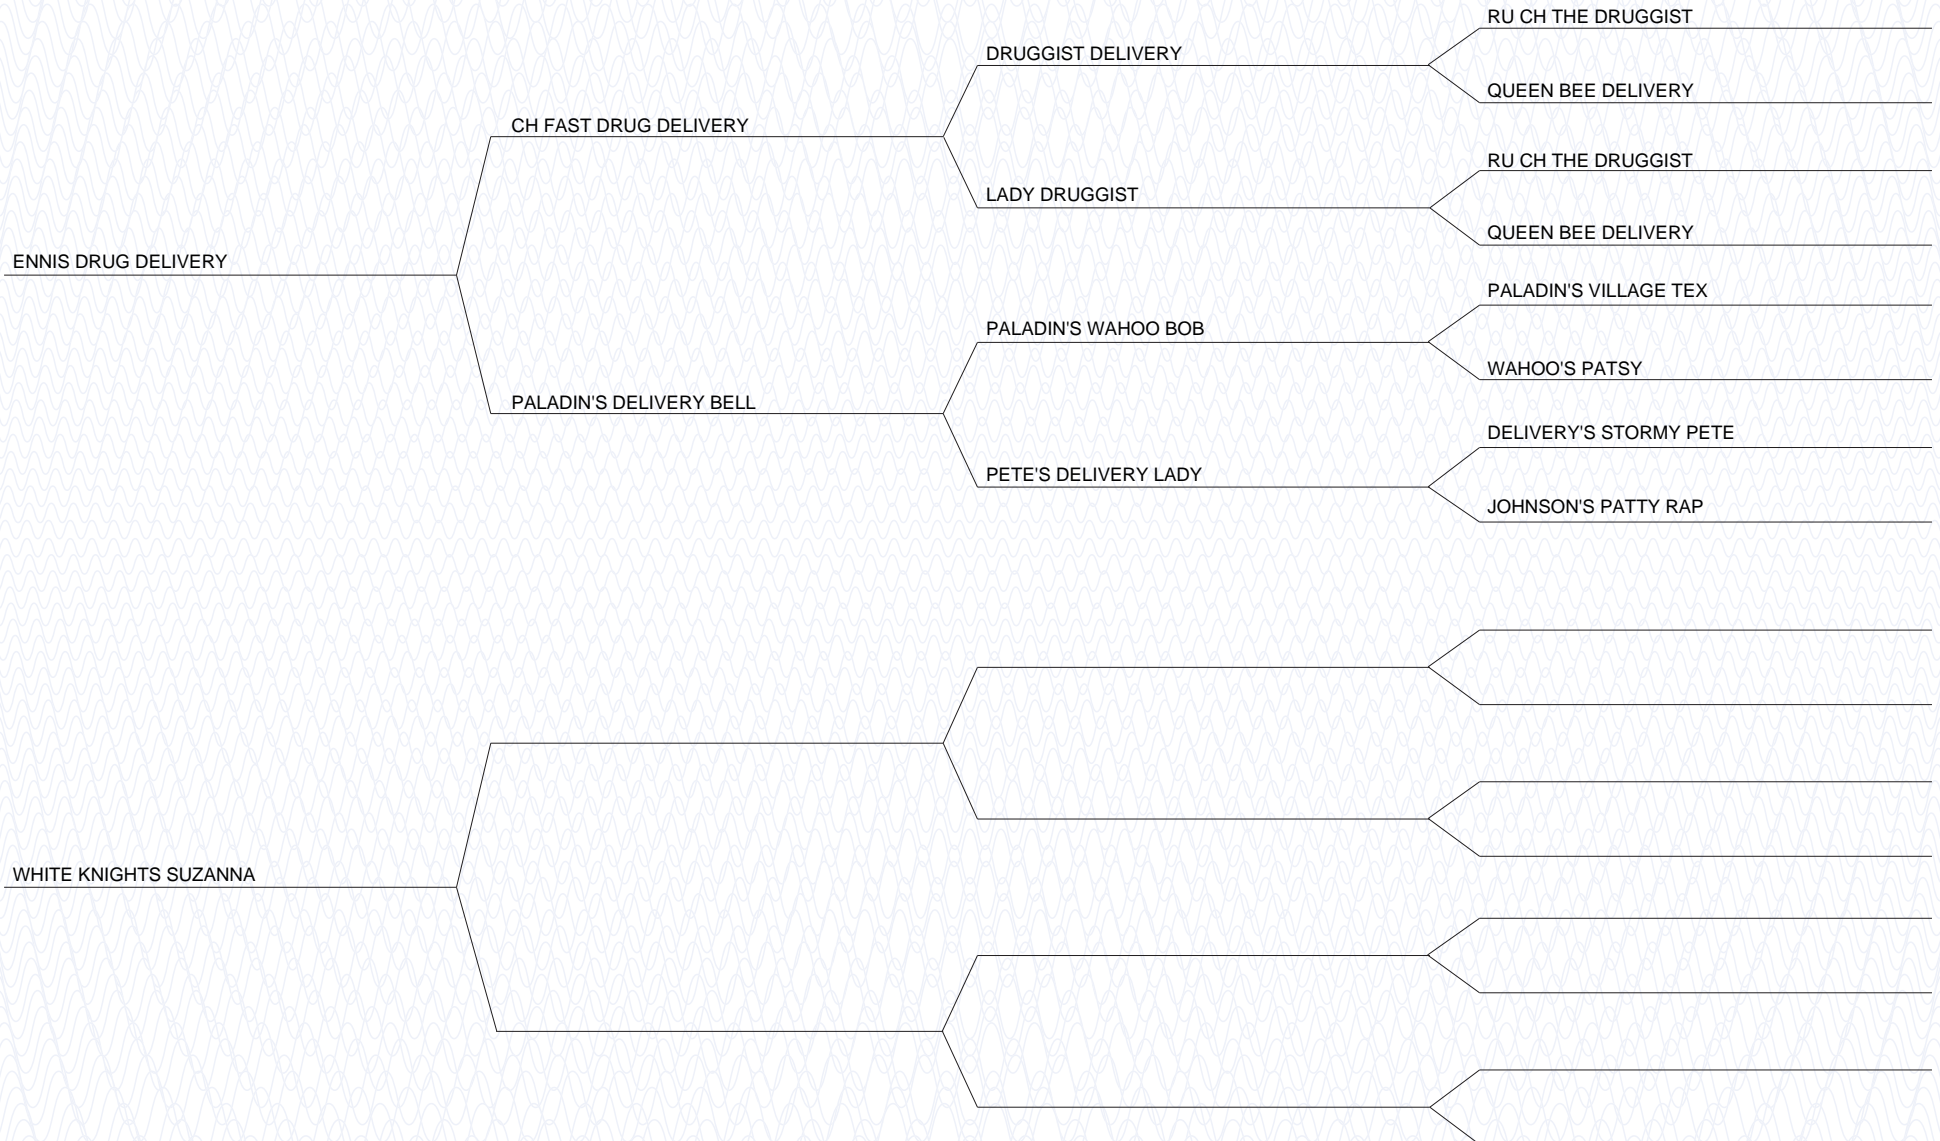 RU CH THE DRUGGIST
DRUGGIST DELIVERY
QUEEN BEE DELIVERY
CH FAST DRUG DELIVERY
RU CH THE DRUGGIST
LADY DRUGGIST
QUEEN BEE DELIVERY
ENNIS DRUG DELIVERY
PALADIN'S VILLAGE TEX
PALADIN'S WAHOO BOB
WAHOO'S PATSY
PALADIN'S DELIVERY BELL
DELIVERY'S STORMY PETE
PETE'S DELIVERY LADY
JOHNSON'S PATTY RAP
WHITE KNIGHTS SUZANNA